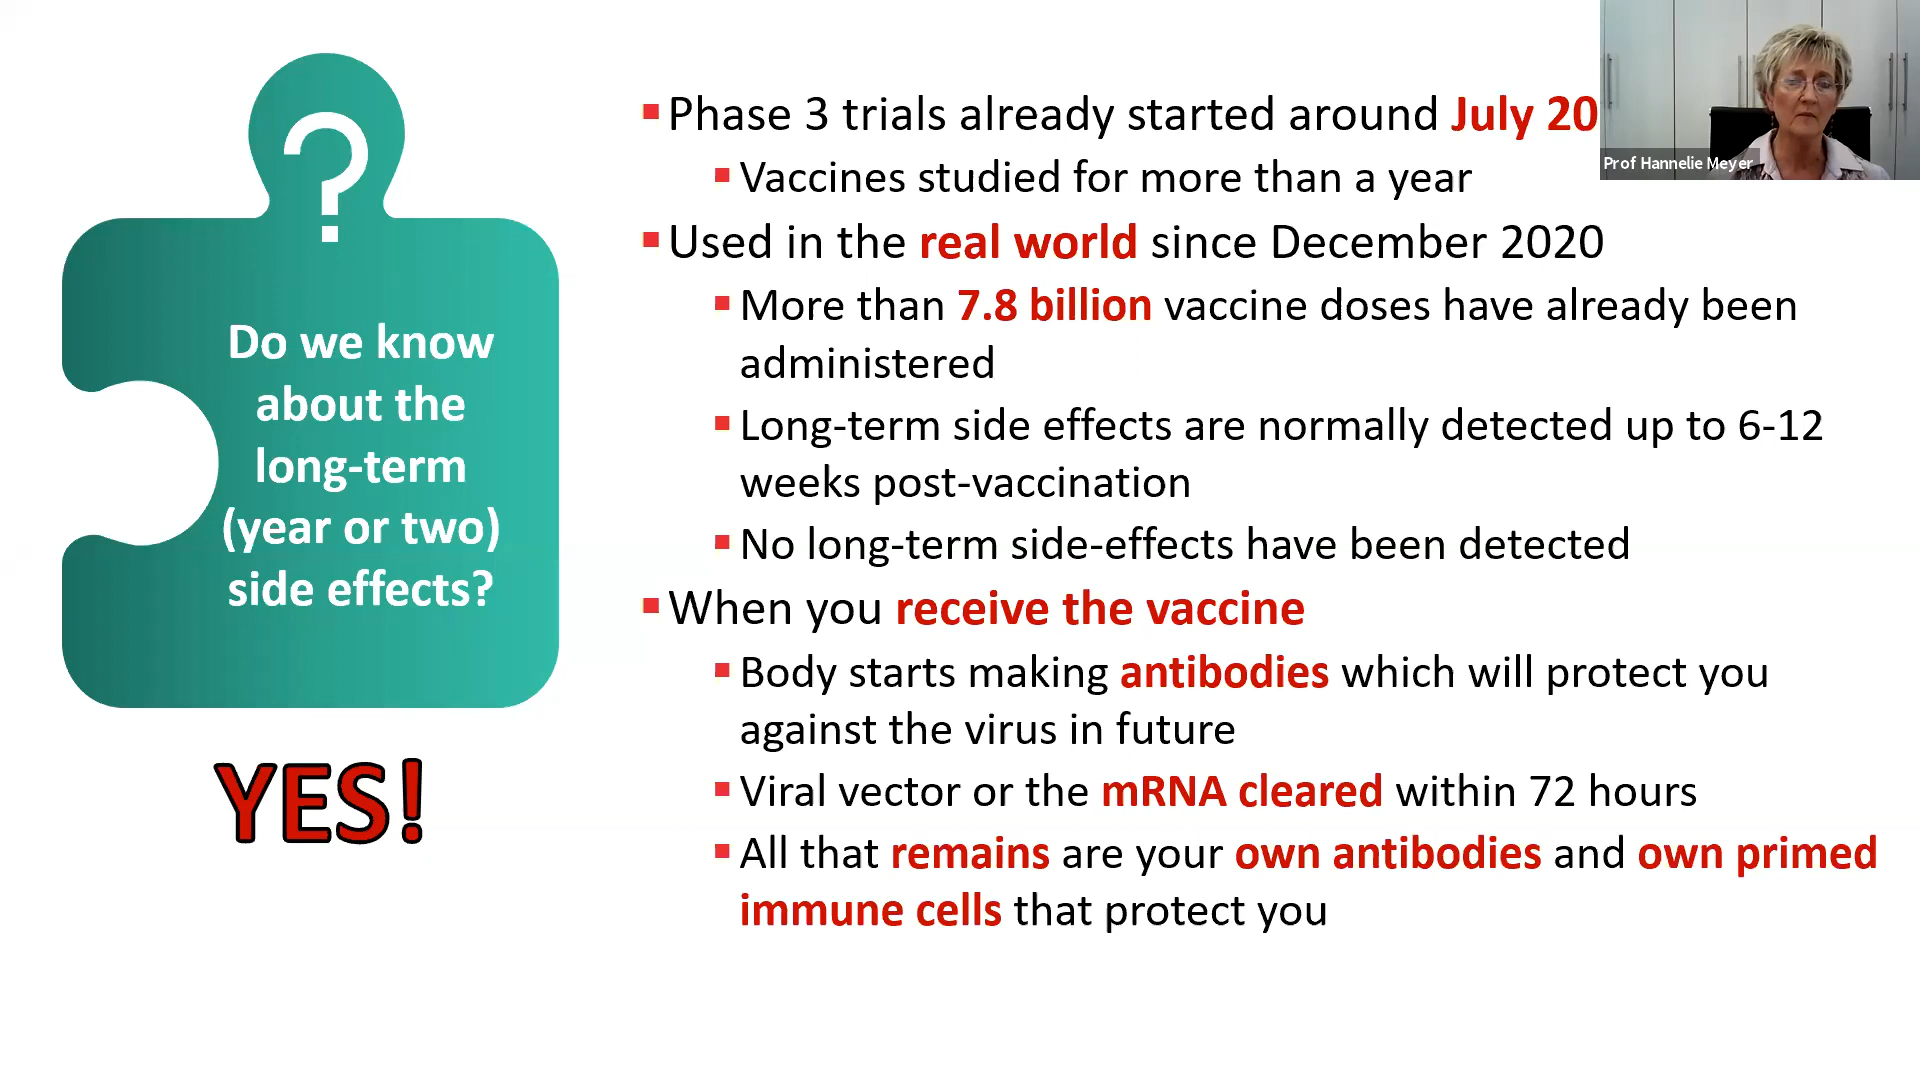 ?
Do we know
about the
long-term
(year or two)
side effects?
YES!
Phase 3 trials already started around July 20
Vaccines studied for more than a year
Used in the real world since December 2020
More than 7.8 billion vaccine doses have already been
administered
Long-term side effects are normally detected up to 6-12
weeks post-vaccination
No long-term side-effects have been detected
When you receive the vaccine
Body starts making antibodies which will protect you
against the virus in future
Viral vector or the mRNA cleared within 72 hours
All that remains are your own antibodies and own primed
immune cells that protect you
Prof Hannelie Meyer